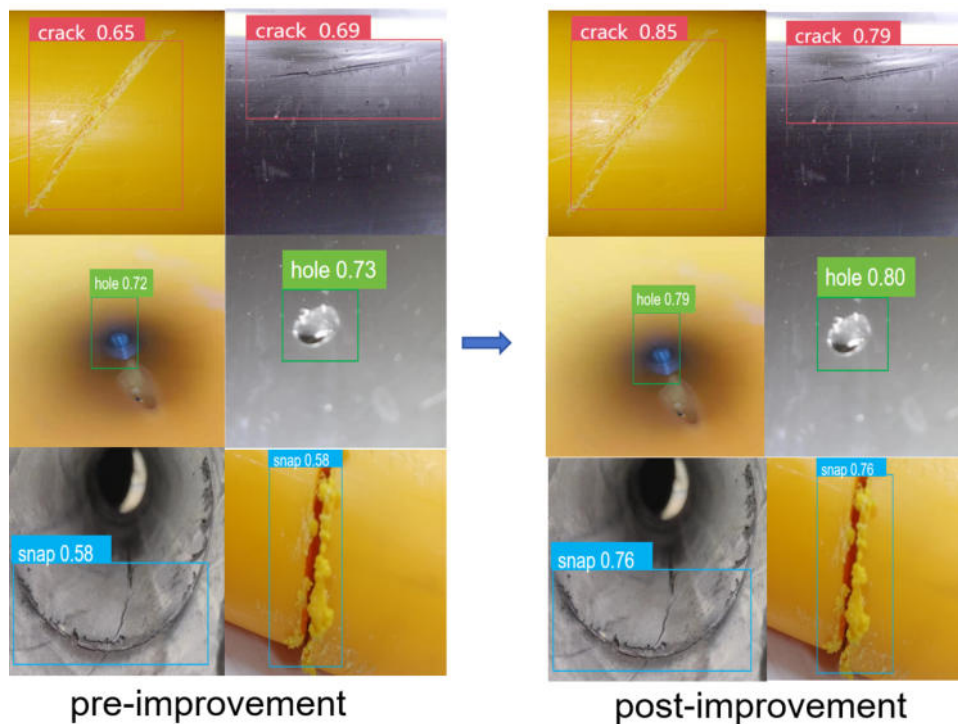 crack 0.65
crack 0.69
hole 0.72
hole 0.73
snap 0.58
snap 0.58
pre-improvement
crack 0.85
crack 0.79
hole 0.79
hole 0.80
snap 0.76
snap 0.76
post-improvement